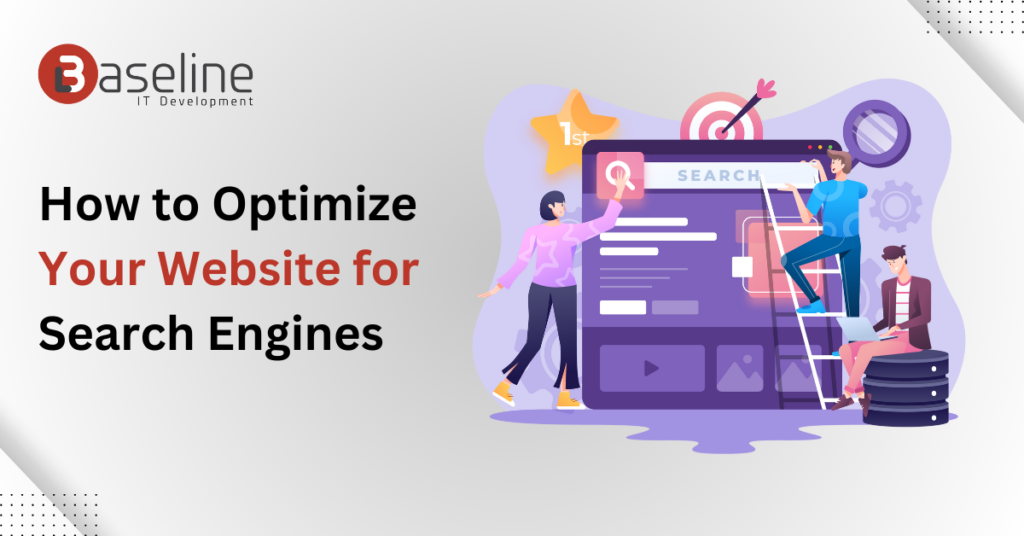 Baseline
IT Development
How to Optimize
Your Website for
Search Engines
1st
SEARCH